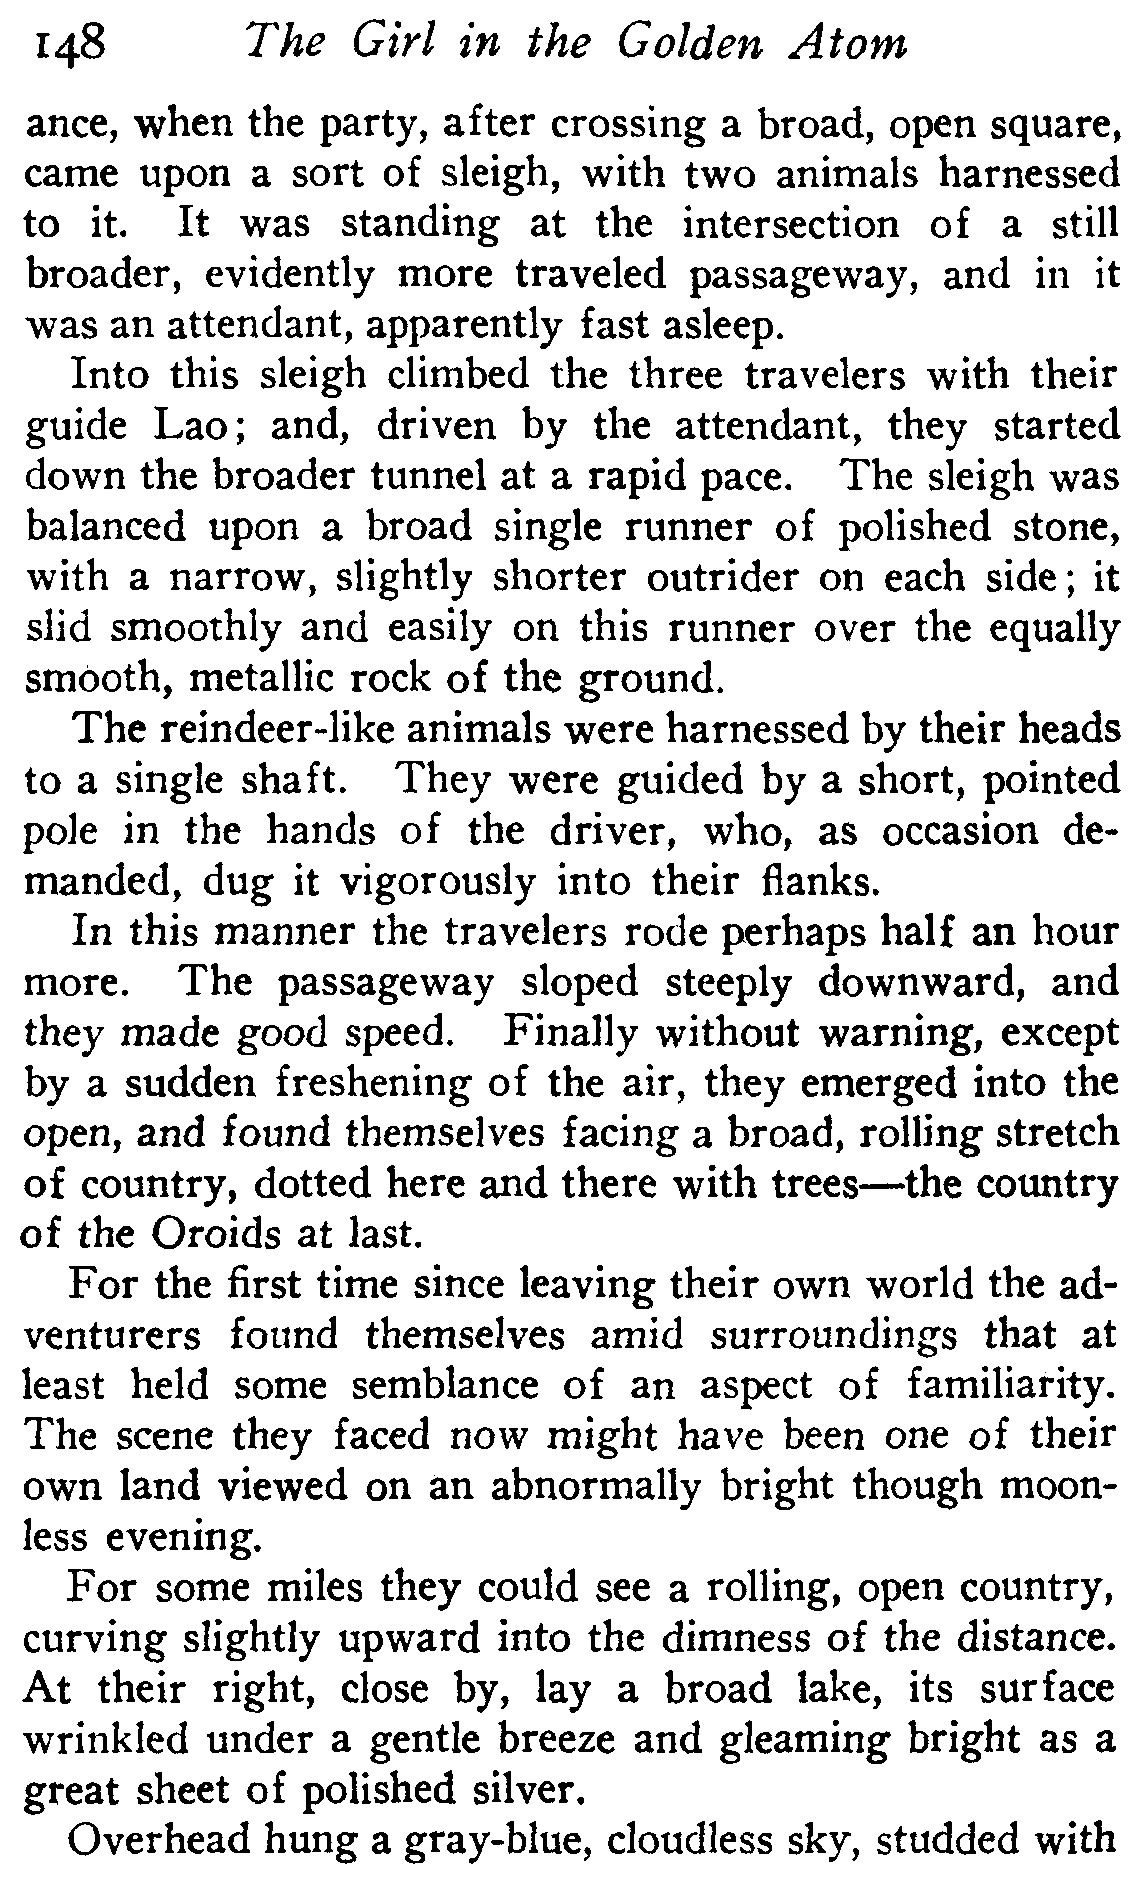 148 The Girl in the Golden Atom
ance, when the party, after crossing a broad, open square,
came upon a sort of sleigh, with two animals harnessed
to it. It was standing at the intersection of a still
broader, evidently more traveled passageway, and in it
was an attendant, apparently fast asleep.
Into this sleigh climbed the three travelers with their
guide Lao; and, driven by the attendant, they started
down the broader tunnel at a rapid pace. The sleigh was
balanced upon a broad single runner of polished stone,
with a narrow, slightly shorter outrider on each side; it
slid smoothly and easily on this runner over the equally
smooth, metallic rock of the ground.
The reindeer-like animals were harnessed by their heads
to a single shaft. They were guided by a short, pointed
pole in the hands of the driver, who, as occasion de-
manded, dug it vigorously into their flanks.
In this manner the travelers rode perhaps half an hour
more. The passageway sloped steeply downward, and
they made good speed. Finally without warning, except
by a sudden freshening of the air, they emerged into the
open, and found themselves facing a broad, rolling stretch
of country, dotted here and there with trees—the country
of the Oroids at last.
For the first time since leaving their own world the ad-
venturers found themselves amid surroundings that at
least held some semblance of an aspect of familiarity.
The scene they faced now might have been one of their
own land viewed on an abnormally bright though moon-
less evening.
For some miles they could see a rolling, open country,
curving slightly upward into the dimness of the distance.
At their right, close by, lay a broad lake, its surface
wrinkled under a gentle breeze and gleaming bright as a
great sheet of polished silver.
Overhead hung a gray-blue, cloudless sky, studded with